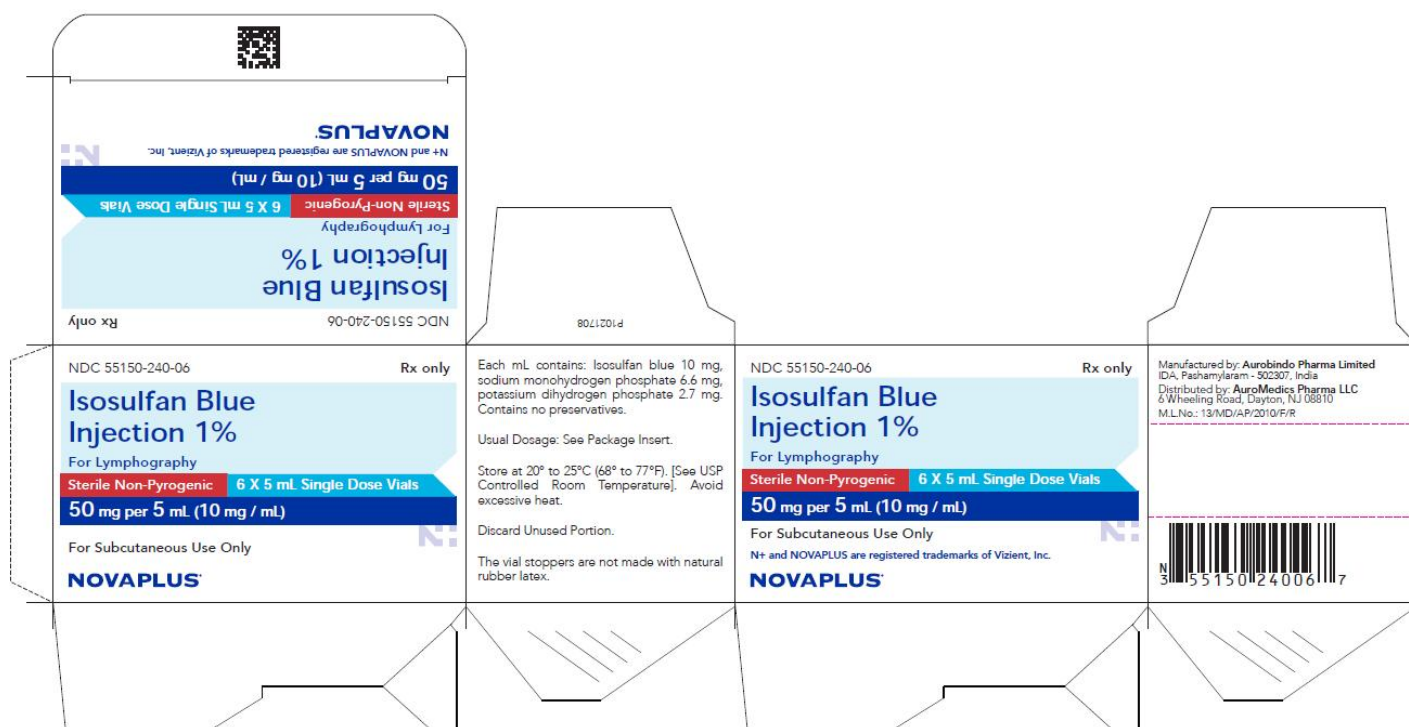 NOVAPLUS
N+ and NOVAPLUS are registered trademarks of Vizient, Inc.
50 mg per 5 mL (10 mg / mL)
Sterile Non-Pyrogenic 6 X 5 mL Single Dose Vials
For Lymphography
Isosulfan Blue
Injection 1%
NDC 55150-240-06 Rx only
P1021708
NDC 55150-240-06 Rx only
Isosulfan Blue
Injection 1%
For Lymphography
Sterile Non-Pyrogenic 6 X 5 mL Single Dose Vials
50 mg per 5 mL (10 mg / mL)
For Subcutaneous Use Only
N+
NOVAPLUS
Each mL contains: Isosulfan blue 10 mg,
sodium monohydrogen phosphate 6.6 mg,
potassium dihydrogen phosphate 2.7 mg.
Contains no preservatives.
Usual Dosage: See Package Insert.
Store at 20° to 25°C (68° to 77°F). [See USP
Controlled Room Temperature]. Avoid
excessive heat.
Discard Unused Portion.
The vial stoppers are not made with natural
rubber latex.
NDC 55150-240-06 Rx only
Isosulfan Blue
Injection 1%
For Lymphography
Sterile Non-Pyrogenic 6 X 5 mL Single Dose Vials
50 mg per 5 mL (10 mg / mL)
For Subcutaneous Use Only
N+
N+ and NOVAPLUS are registered trademarks of Vizient, Inc.
NOVAPLUS
Manufactured by: Aurobindo Pharma Limited
IDA, Pashamylaram - 502307, India
Distributed by: AuroMedics Pharma LLC
6 Wheeling Road, Dayton, NJ 08810
M.L.No.: 13/MD/AP/2010/F/R
N
3 55150 24006 7